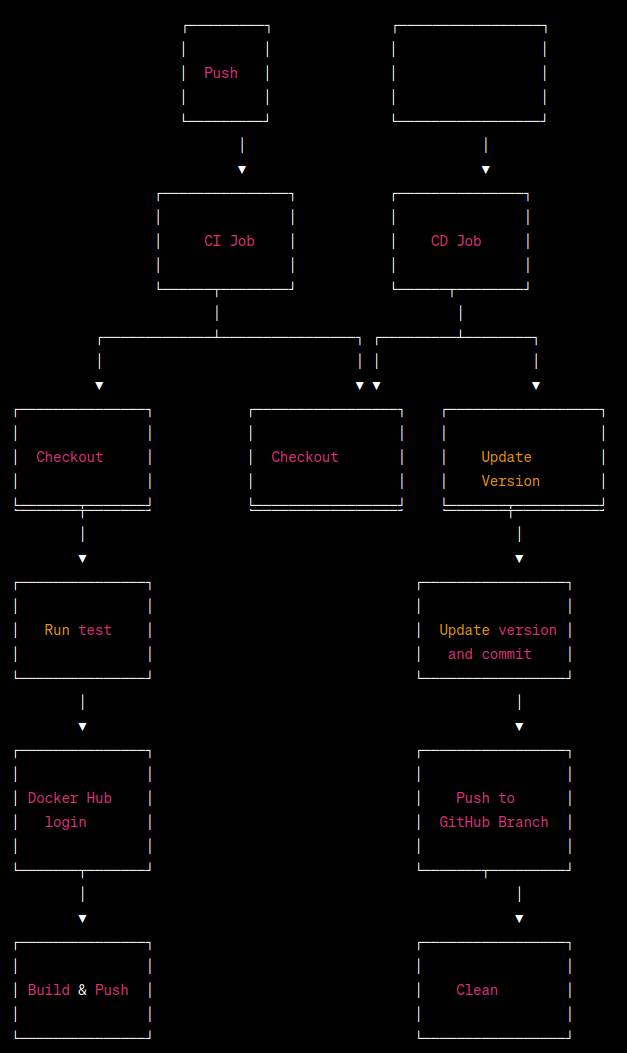 Push
CI Job
CD Job
Checkout
Checkout
Update
Version
Run test
Update version
and commit
Docker Hub
login
Push to
GitHub Branch
Build & Push
Clean